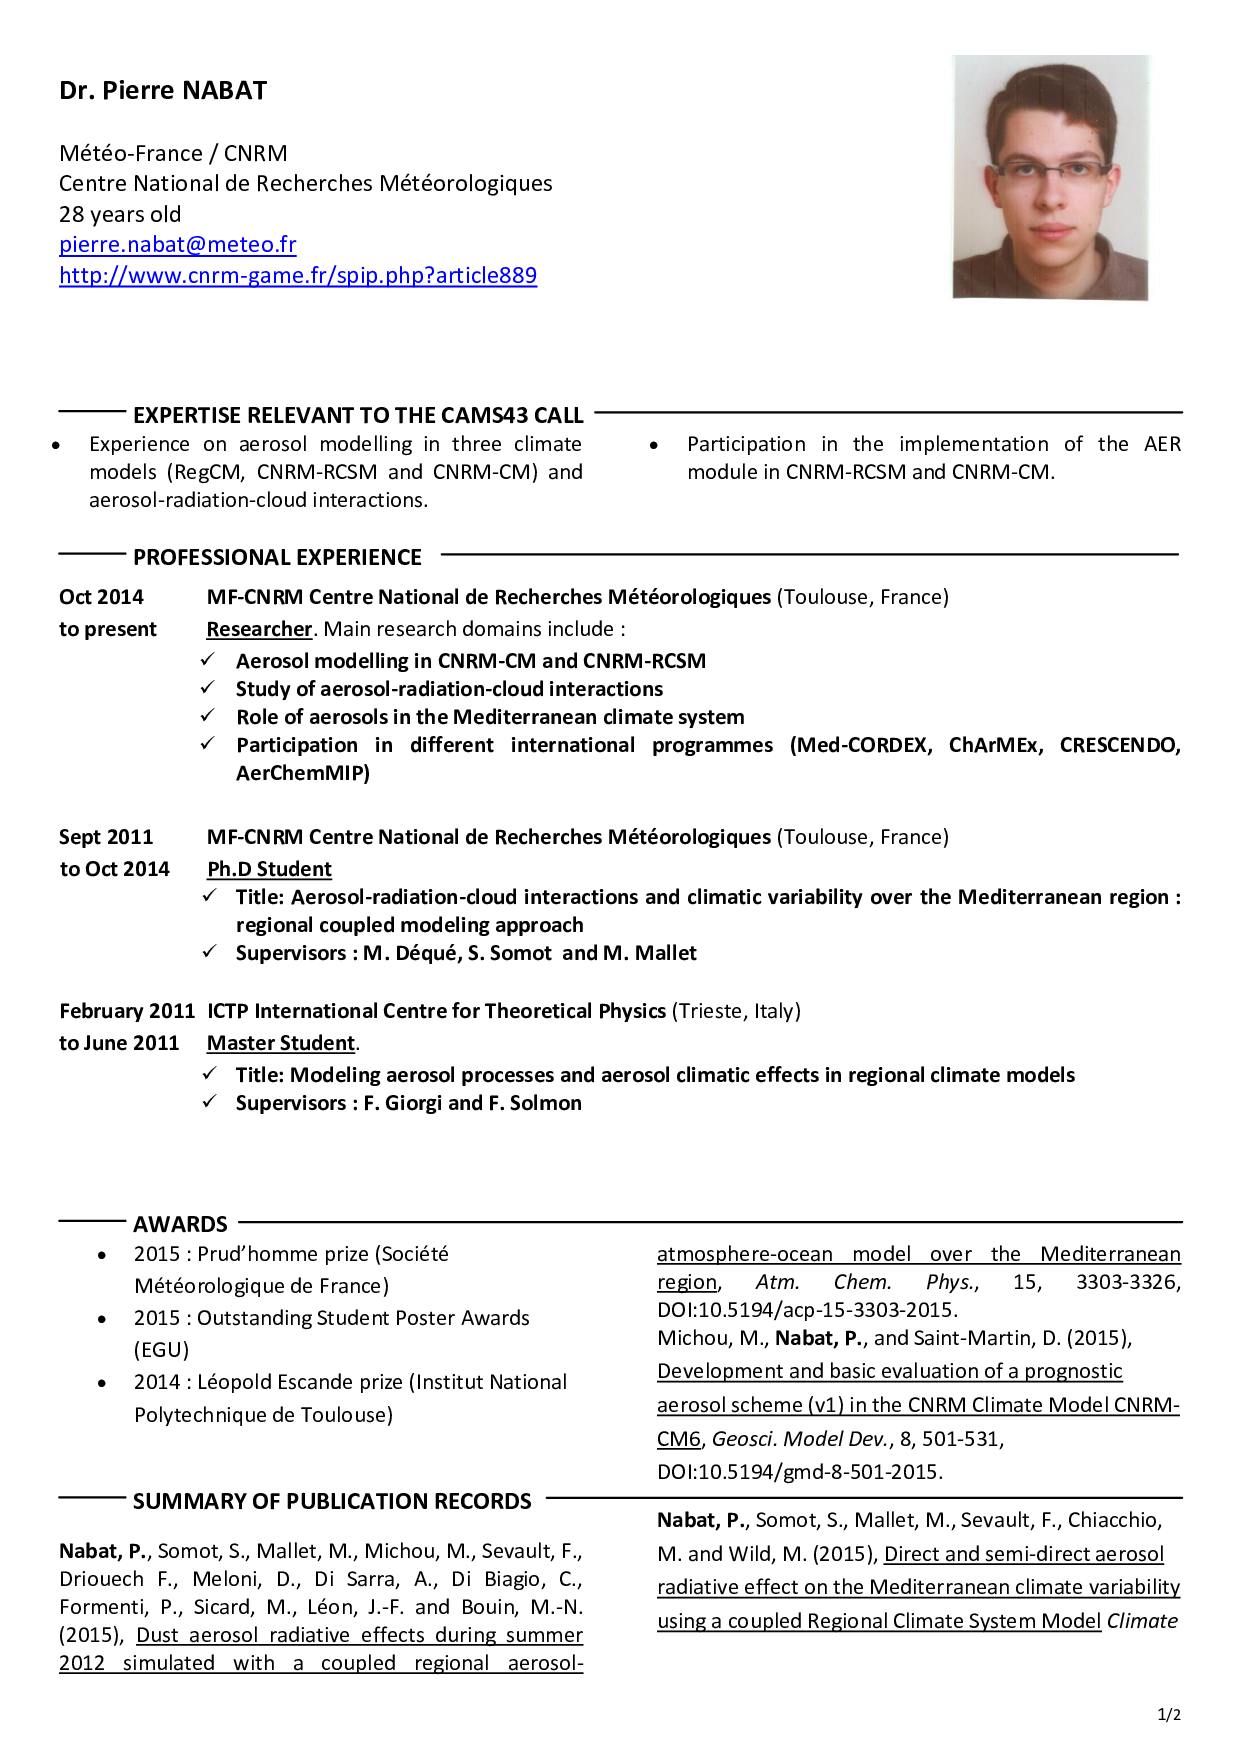 Dr. Pierre NABAT
Météo-France / CNRM
Centre National de Recherches Météorologiques
28 years old
pierre.nabat@meteo.fr
http://www.cnrm-game.fr/spip.php?article889
EXPERTISE RELEVANT TO THE CAMS43 CALL
• Experience on aerosol modelling in three climate
models (RegCM, CNRM-RCSM and CNRM-CM) and
aerosol-radiation-cloud interactions.
• Participation in the implementation of the AER
module in CNRM-RCSM and CNRM-CM.
PROFESSIONAL EXPERIENCE
Oct 2014 MF-CNRM Centre National de Recherches Météorologiques (Toulouse, France)
to present Researcher. Main research domains include :
✓ Aerosol modelling in CNRM-CM and CNRM-RCSM
✓ Study of aerosol-radiation-cloud interactions
✓ Role of aerosols in the Mediterranean climate system
✓ Participation in different international programmes (Med-CORDEX, ChArMEx, CRESCENDO,
AerChemMIP)
Sept 2011 MF-CNRM Centre National de Recherches Météorologiques (Toulouse, France)
to Oct 2014 Ph.D Student
✓ Title: Aerosol-radiation-cloud interactions and climatic variability over the Mediterranean region :
regional coupled modeling approach
✓ Supervisors : M. Déqué, S. Somot and M. Mallet
February 2011 ICTP International Centre for Theoretical Physics (Trieste, Italy)
to June 2011 Master Student.
✓ Title: Modeling aerosol processes and aerosol climatic effects in regional climate models
✓ Supervisors : F. Giorgi and F. Solmon
AWARDS
• 2015 : Prud’homme prize (Société
Météorologique de France)
• 2015 : Outstanding Student Poster Awards
(EGU)
• 2014 : Léopold Escande prize (Institut National
Polytechnique de Toulouse)
SUMMARY OF PUBLICATION RECORDS
Nabat, P., Somot, S., Mallet, M., Michou, M., Sevault, F.,
Driouech F., Meloni, D., Di Sarra, A., Di Biagio, C.,
Formenti, P., Sicard, M., Léon, J.-F. and Bouin, M.-N.
(2015), Dust aerosol radiative effects during summer
2012 simulated with a coupled regional aerosol-
atmosphere-ocean model over the Mediterranean
region, Atm. Chem. Phys., 15, 3303-3326,
DOI:10.5194/acp-15-3303-2015.
Michou, M., Nabat, P., and Saint-Martin, D. (2015),
Development and basic evaluation of a prognostic
aerosol scheme (v1) in the CNRM Climate Model CNRM-
CM6, Geosci. Model Dev., 8, 501-531,
DOI:10.5194/gmd-8-501-2015.
Nabat, P., Somot, S., Mallet, M., Sevault, F., Chiacchio,
M. and Wild, M. (2015), Direct and semi-direct aerosol
radiative effect on the Mediterranean climate variability
using a coupled Regional Climate System Model Climate
1/2